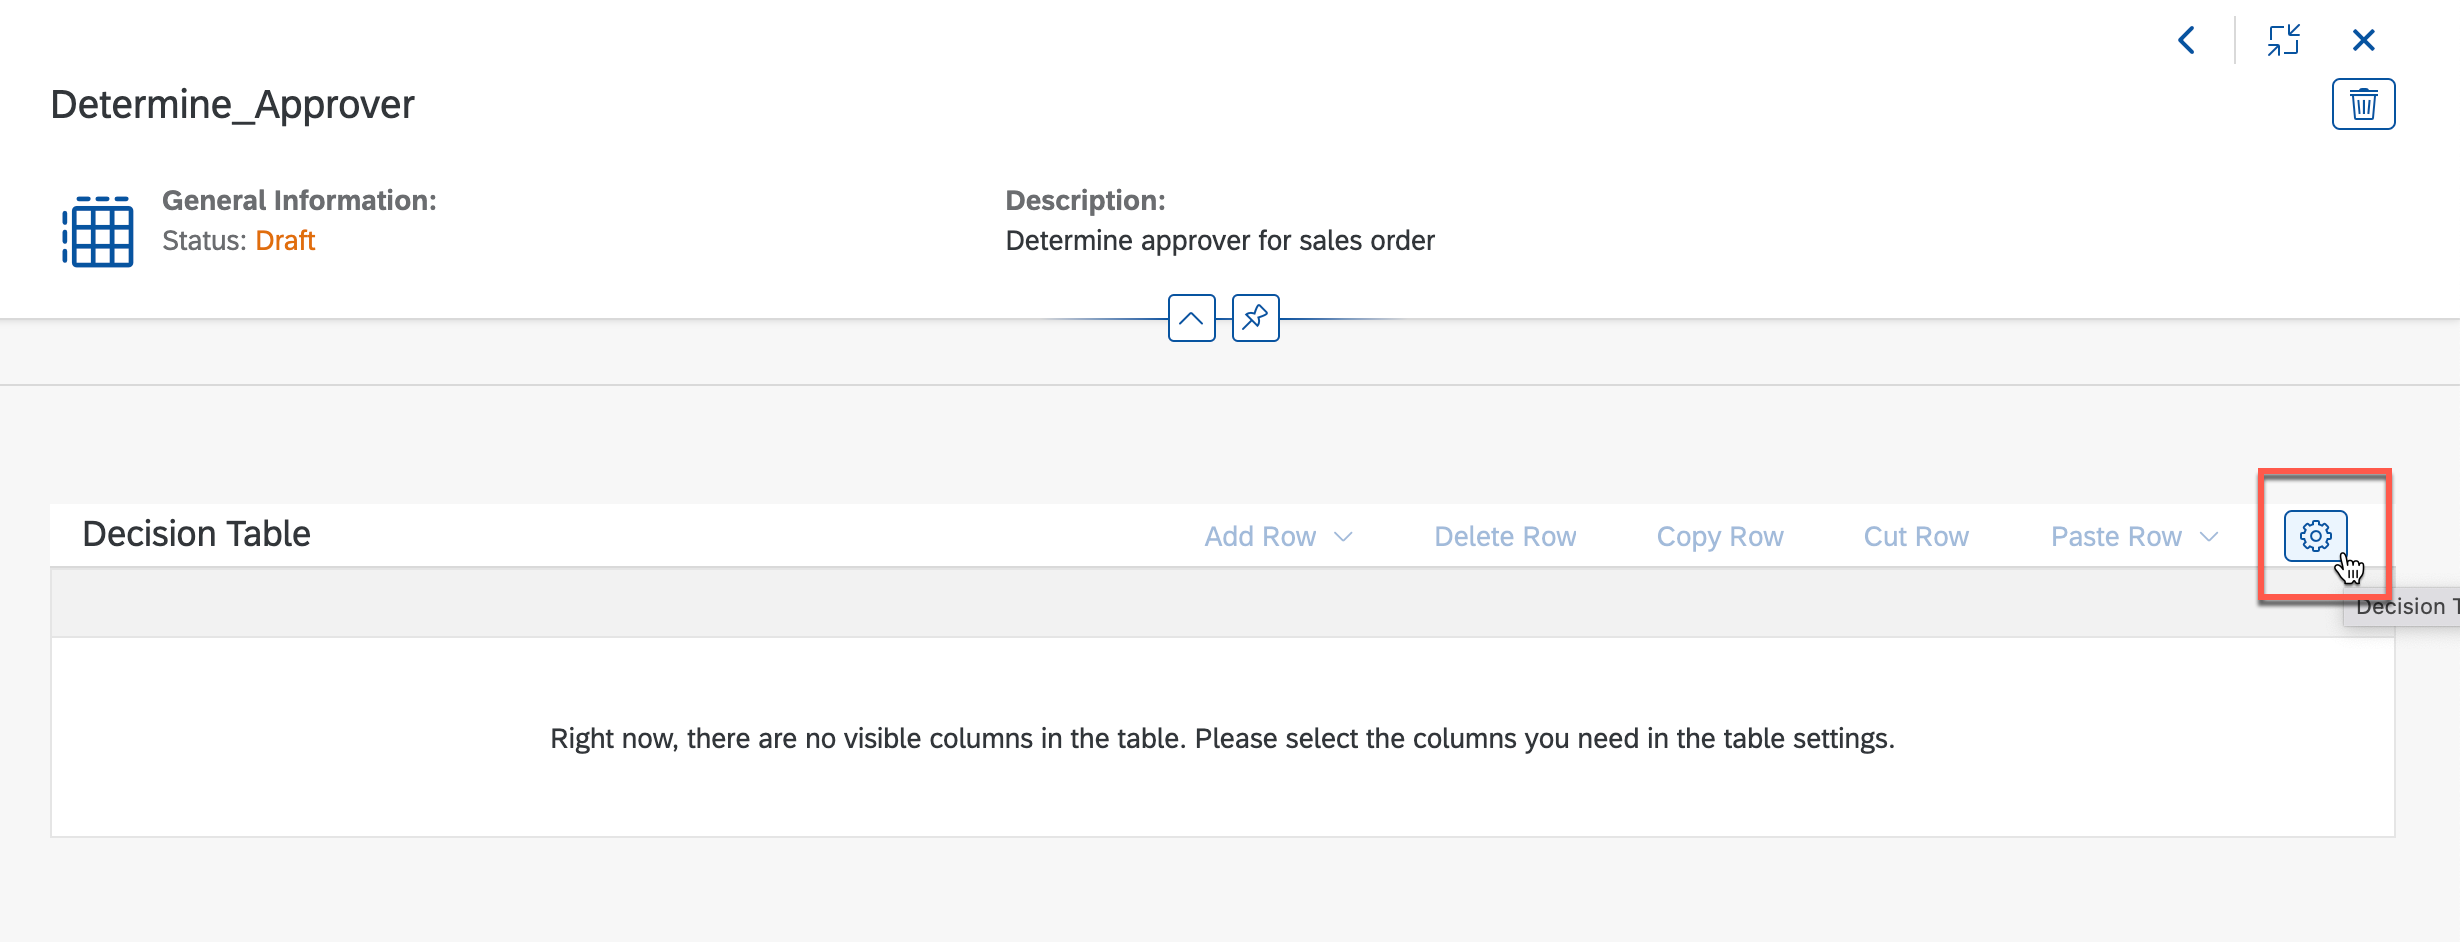 Determine_Approver
General Information:
Status: Draft
Description:
Determine approver for sales order
Decision Table
Add Row
Delete Row
Copy Row
Cut Row
Paste Row
Decision T
Right now, there are no visible columns in the table. Please select the columns you need in the table settings.